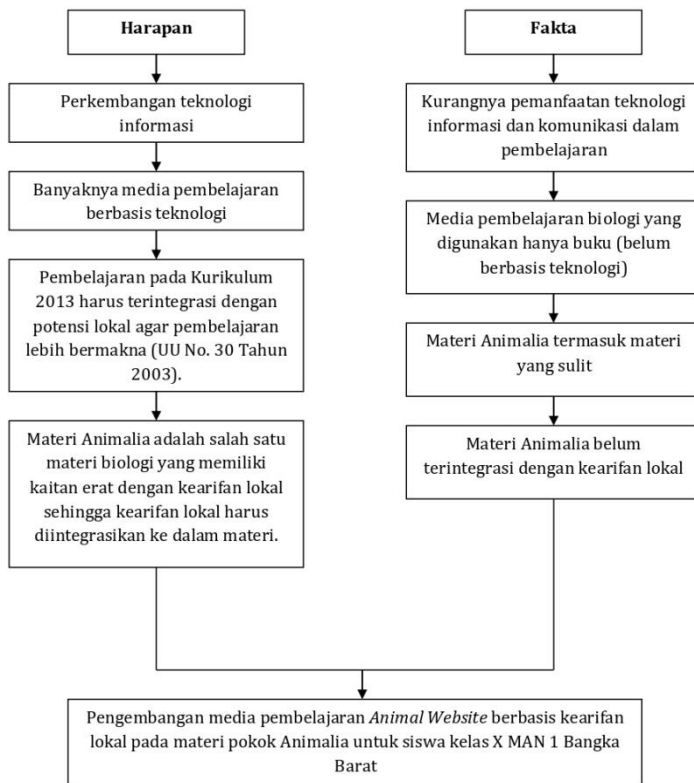 Harapan
Perkembangan teknologi
informasi
Banyaknya media pembelajaran
berbasis teknologi
Pembelajaran pada Kurikulum
2013 harus terintegrasi dengan
potensi lokal agar pembelajaran
lebih bermakna (UU No. 30 Tahun
2003).
Materi Animalia adalah salah satu
materi biologi yang memiliki
kaitan erat dengan kearifan lokal
sehingga kearifan lokal harus
diintegrasikan ke dalam materi.
Fakta
Kurangnya pemanfaatan teknologi
informasi dan komunikasi dalam
pembelajaran
Media pembelajaran biologi yang
digunakan hanya buku (belum
berbasis teknologi)
Materi Animalia termasuk materi
yang sulit
Materi Animalia belum
terintegrasi dengan kearifan lokal
Pengembangan media pembelajaran Animal Website berbasis kearifan
lokal pada materi pokok Animalia untuk siswa kelas X MAN 1 Bangka
Barat